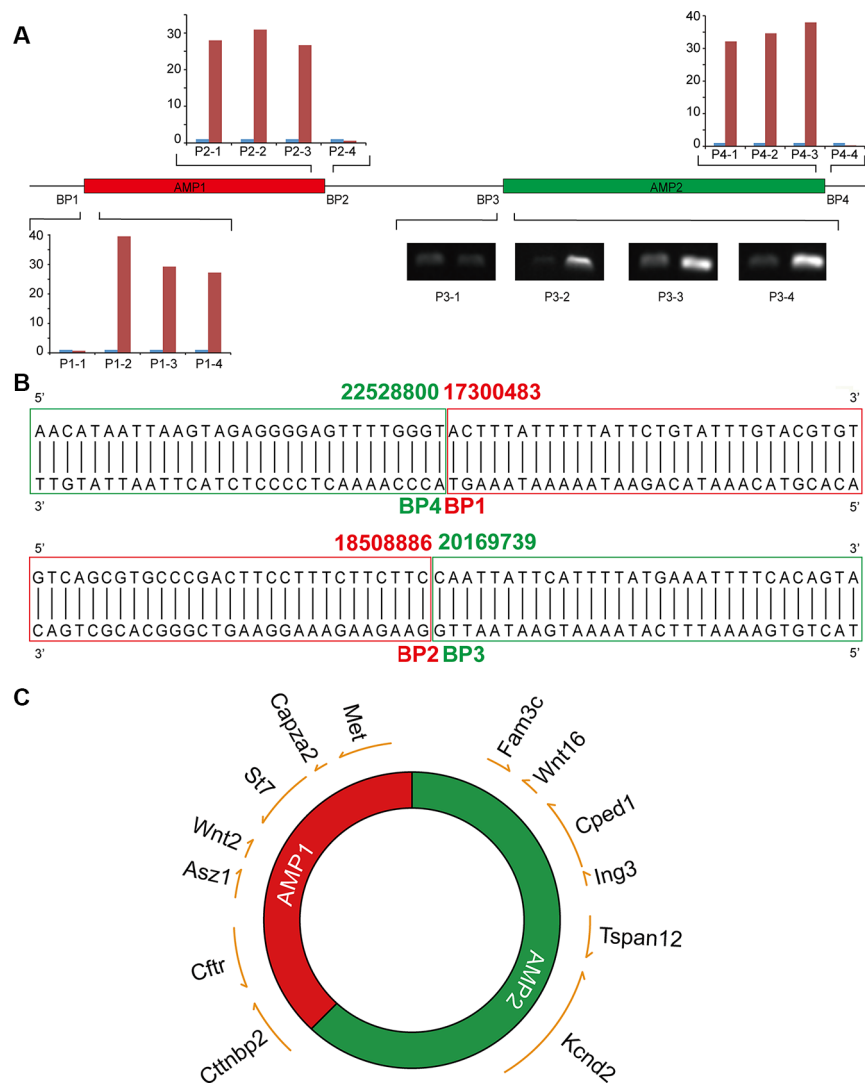 A
30
20
10
0
P2-1 P2-2 P2-3 P2-4
40
30
20
10
0
P4-1 P4-2 P4-3 P4-4
AMP1
AMP2
BP1
BP2
BP3
BP4
40
30
20
10
0
P1-1 P1-2 P1-3 P1-4
P3-1 P3-2 P3-3 P3-4
B
22528800 17300483
5' 3'
AACATAATTAAGTAGAGGGGAGTTTTGGGTACTTTATTTTTATTCTGTATTTGTACGTGT
TTGTATTAATTCATCTCCCCTCAAAACCCATGAAATAAAAATAAGACATAAACATGCACA
3' 5'
BP4 BP1
18508886 20169739
5' 3'
GTCAGCGTGCCCGACTTCCTTTCTTCTTCCAATTATTCATTTTATGAAATTTTCACAGTA
CAGTCGCACGGGCTGAAGGAAAGAAGAAGGTTAATAAGTAAAATACTTTAAAAGTGTCAT
3' 5'
BP2 BP3
C
Met
Capza2
St7
Wnt2
Asz1
Cftr
Cttnbp2
AMP1
AMP2
Fam3c
Wnt16
Cped1
Ing3
Tspan12
Kcnd2